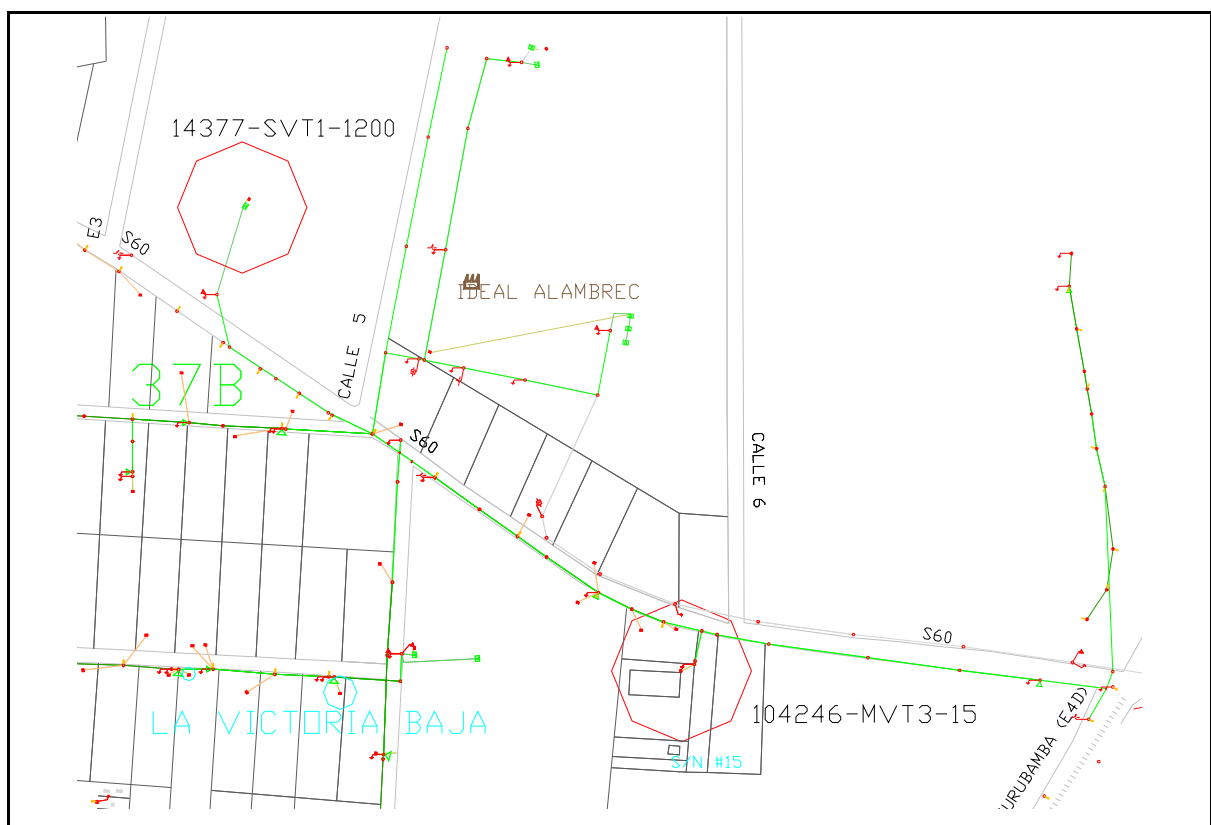 14377-SVT1-1200
E3
S60
IDEAL ALAMBREC
CALLE 5
37B
S60
CALLE 6
S60
104246-MVT3-15
LA VICTORIA BAJA
S/N #15
(E4D)